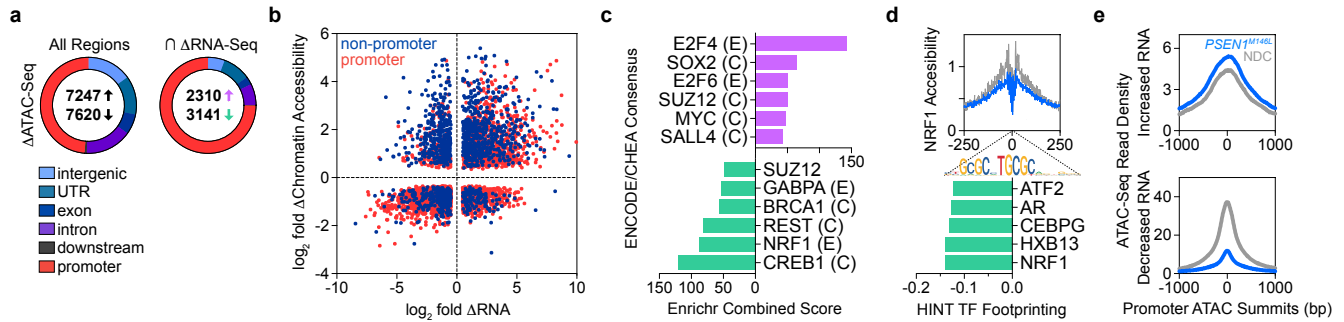 a
All Regions
∩ ΔRNA-Seq
ΔATAC-Seq
7247 ↑
7620 ↓
2310 ↑
3141 ↓
intergenic
UTR
exon
intron
downstream
promoter
b
log2 fold ΔChromatin Accessibility
6
4
2
0
-2
-4
non-promoter
promoter
-10
-5
0
5
10
log2 fold ΔRNA
c
ENCODE/CHEA Consensus
E2F4 (E)
SOX2 (C)
E2F6 (E)
SUZ12 (C)
MYC (C)
SALL4 (C)
150
SUZ12
GABPA (E)
BRCA1 (C)
REST (C)
NRF1 (E)
CREB1 (C)
150
100
50
0
Enrichr Combined Score
d
NRF1 Accesibility
1
0
-250
0
250
GCGC TGCGC
ATF2
AR
CEBPG
HXB13
NRF1
-0.2
-0.1
0.0
HINT TF Footprinting
e
ATAC-Seq Read Density
Increased RNA
6
3
0
PSEN1M146L
NDC
-1000
0
1000
Decreased RNA
40
20
0
-1000
0
1000
Promoter ATAC Summits (bp)